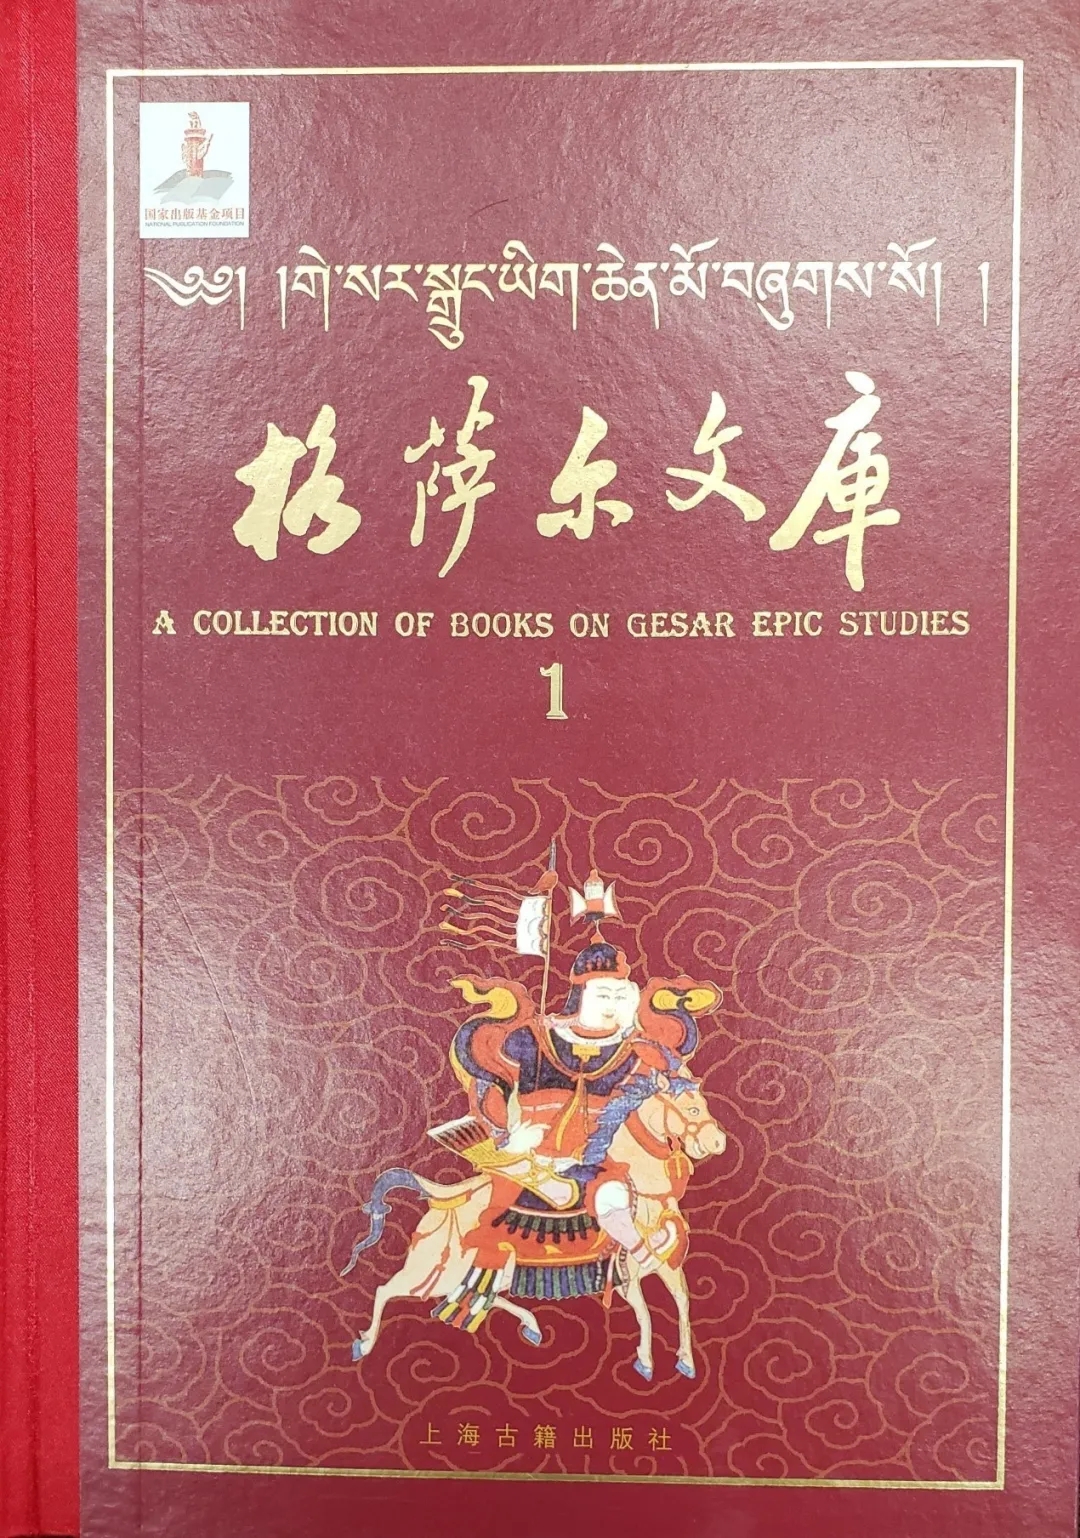 国家出版基金项目
NATIONAL PUBLICATION FOUNDATION
༄༅། །གེ་སར་སྒྲུང་ཡིག་ཆེན་མོ་བཞུགས་སོ། །
格萨尔文库
A COLLECTION OF BOOKS ON GESAR EPIC STUDIES
1
上海古籍出版社